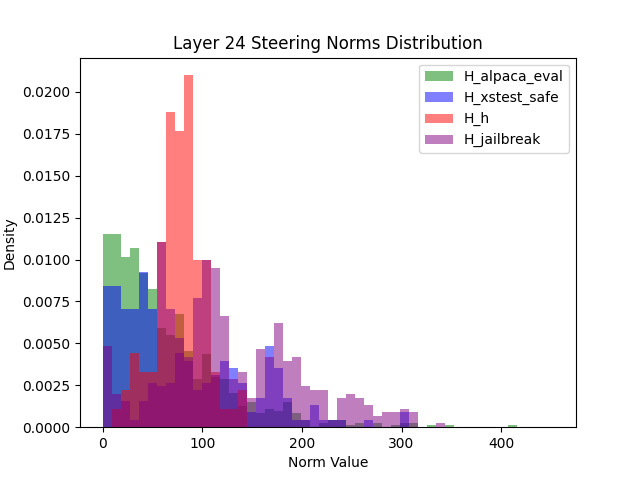 Layer 24 Steering Norms Distribution
H_alpaca_eval
H_xstest_safe
H_h
H_jailbreak
Density
0.0200
0.0175
0.0150
0.0125
0.0100
0.0075
0.0050
0.0025
0.0000
0
100
200
300
400
Norm Value